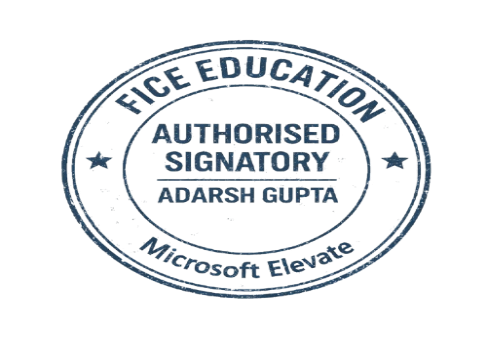 FICE EDUCATION
AUTHORISED
SIGNATORY
ADARSH GUPTA
Microsoft Elevate